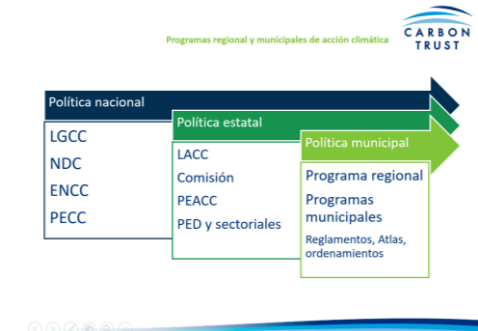 Programas regional y municipales de acción climática
CARBON
TRUST
Política nacional
LGCC
NDC
ENCC
PECC
Política estatal
LACC
Comisión
PEACC
PED y sectoriales
Política municipal
Programa regional
Programas
municipales
Reglamentos, Atlas,
ordenamientos